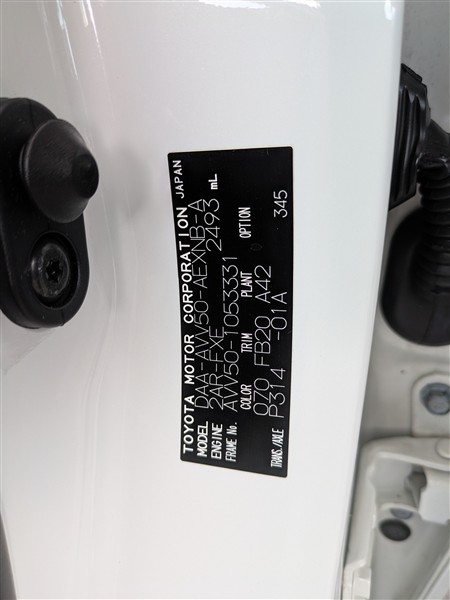 TOYOTA MOTOR CORPORATION JAPAN
MODEL DAA-AVV50-AEXNB-A
ENGINE 2AR-FXE 2493 mL
FRAME No. AVV50-1053331
COLOR TRIM PLANT OPTION
070 FB20 A42
TRANS./AXLE P314 -01A 345